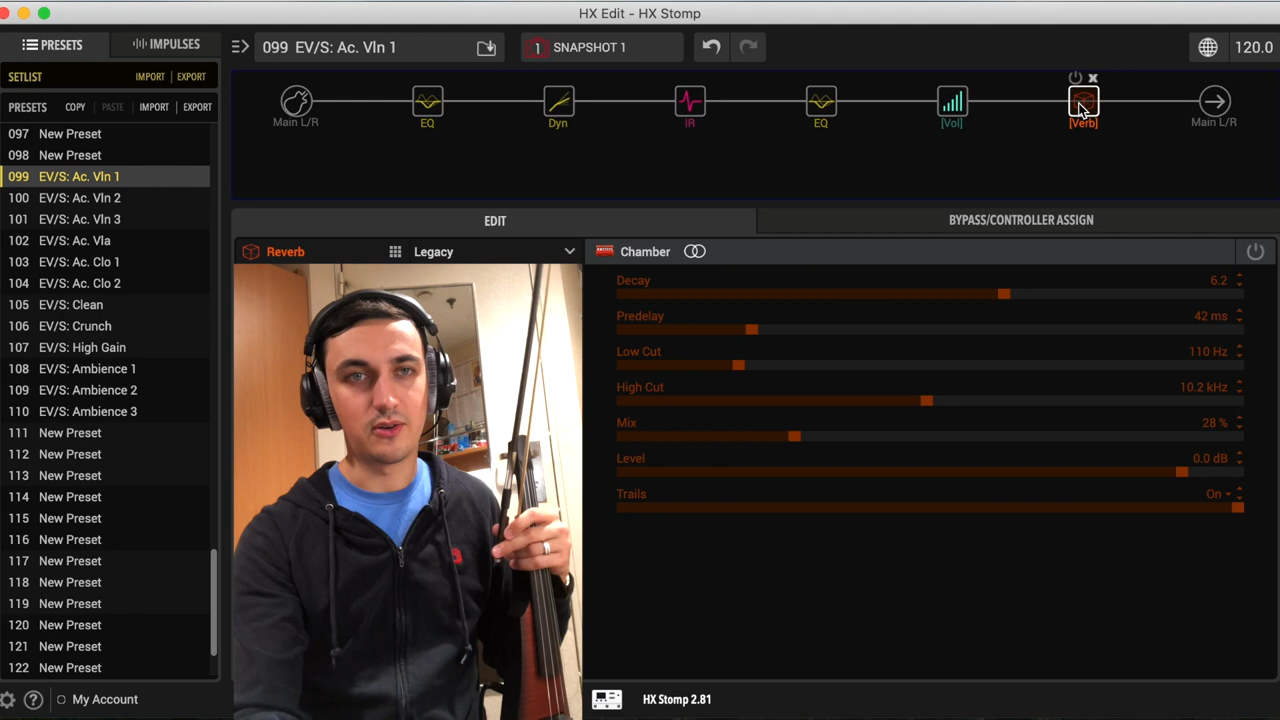 HX Edit - HX Stomp
PRESETS
IMPULSES
099 EV/S: Ac. Vln 1
1 SNAPSHOT 1
120.0
SETLIST IMPORT | EXPORT
PRESETS COPY PASTE IMPORT | EXPORT
097 New Preset
098 New Preset
099 EV/S: Ac. Vln 1
100 EV/S: Ac. Vln 2
101 EV/S: Ac. Vln 3
102 EV/S: Ac. Vla
103 EV/S: Ac. Clo 1
104 EV/S: Ac. Clo 2
105 EV/S: Clean
106 EV/S: Crunch
107 EV/S: High Gain
108 EV/S: Ambience 1
109 EV/S: Ambience 2
110 EV/S: Ambience 3
111 New Preset
112 New Preset
113 New Preset
114 New Preset
115 New Preset
116 New Preset
117 New Preset
118 New Preset
119 New Preset
120 New Preset
121 New Preset
122 New Preset
? My Account
Main L/R EQ Dyn IR EQ [Vol] [Verb] Main L/R
EDIT BYPASS/CONTROLLER ASSIGN
Reverb Legacy
Chamber
Decay 6.2
Predelay 42 ms
Low Cut 110 Hz
High Cut 10.2 kHz
Mix 28 %
Level 0.0 dB
Trails On
HX Stomp 2.81